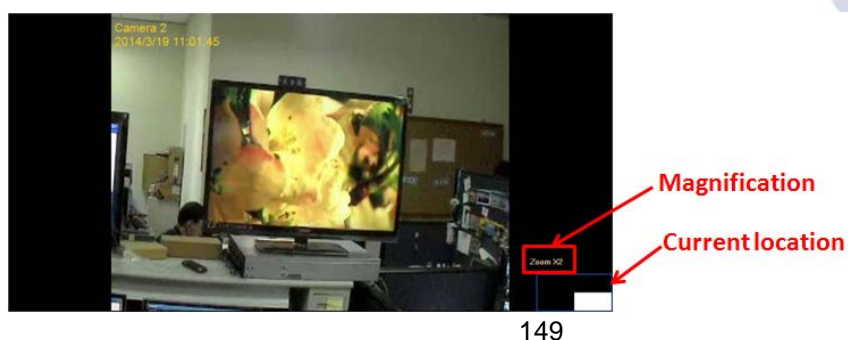 Camera 2
2014/3/19 11:01:45
Magnification
Current location
Zoom X2
149